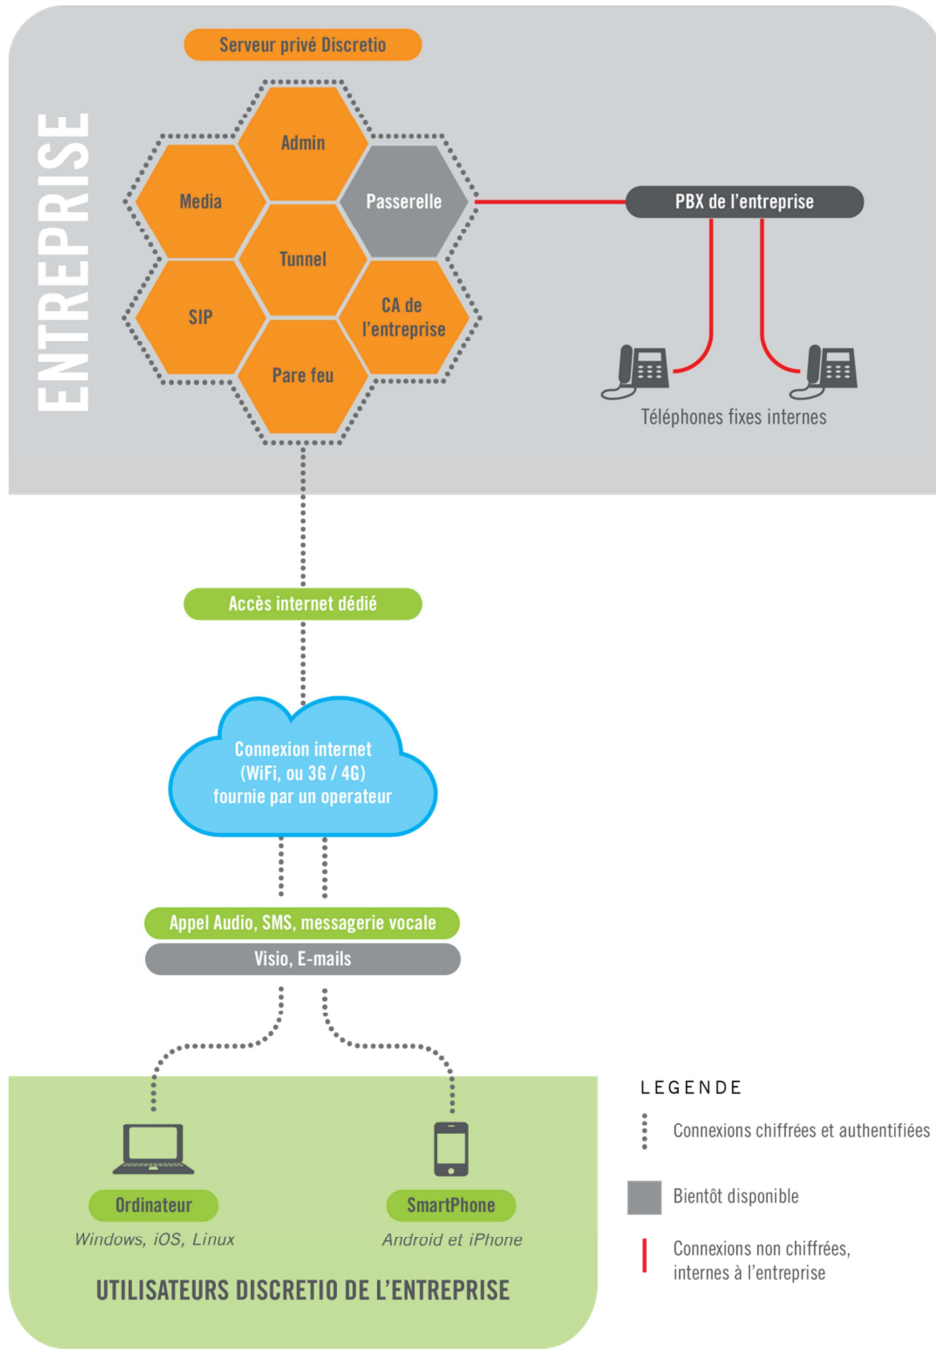 Serveur privé Discretio
ENTREPRISE
Admin
Media
Passerelle
PBX de l'entreprise
Tunnel
SIP
CA de
l'entreprise
Pare feu
Téléphones fixes internes
Accès internet dédié
Connexion internet
(WiFi, ou 3G / 4G)
fournie par un operateur
Appel Audio, SMS, messagerie vocale
Visio, E-mails
LEGENDE
Connexions chiffrées et authentifiées
Bientôt disponible
Connexions non chiffrées,
internes à l'entreprise
Ordinateur
Windows, iOS, Linux
SmartPhone
Android et iPhone
UTILISATEURS DISCRETIO DE L'ENTREPRISE